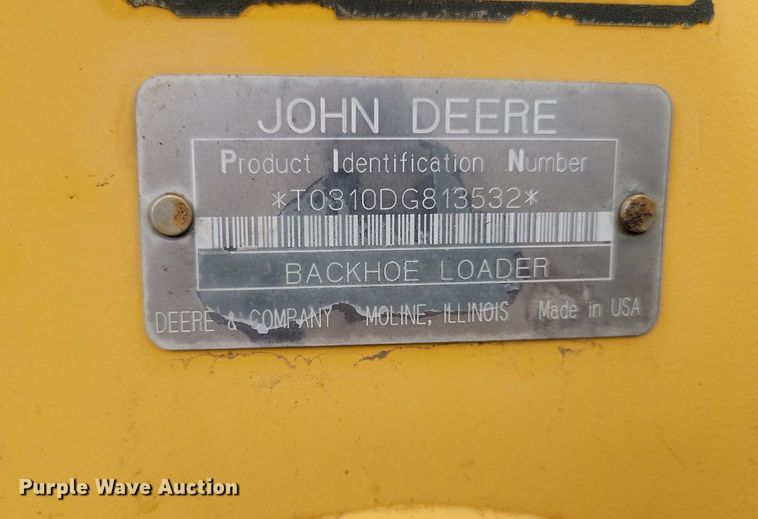 JOHN DEERE
Product Identification Number
*T0310DG813532*
BACKHOE LOADER
DEERE & COMPANY MOLINE, ILLINOIS Made in USA
Purple Wave Auction